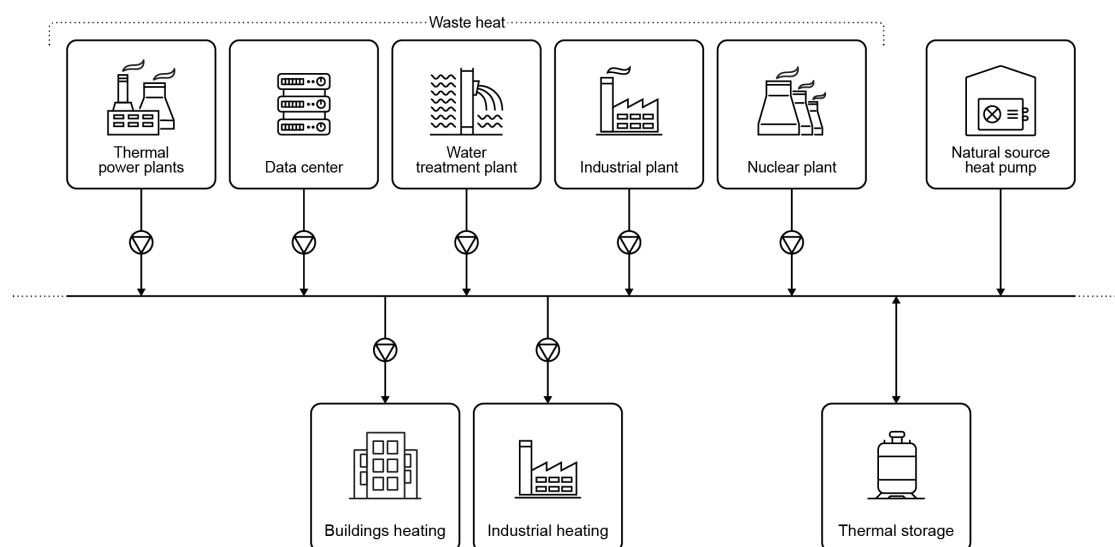 Waste heat
Thermal
power plants
Data center
Water
treatment plant
Industrial plant
Nuclear plant
Natural source
heat pump
Buildings heating
Industrial heating
Thermal storage